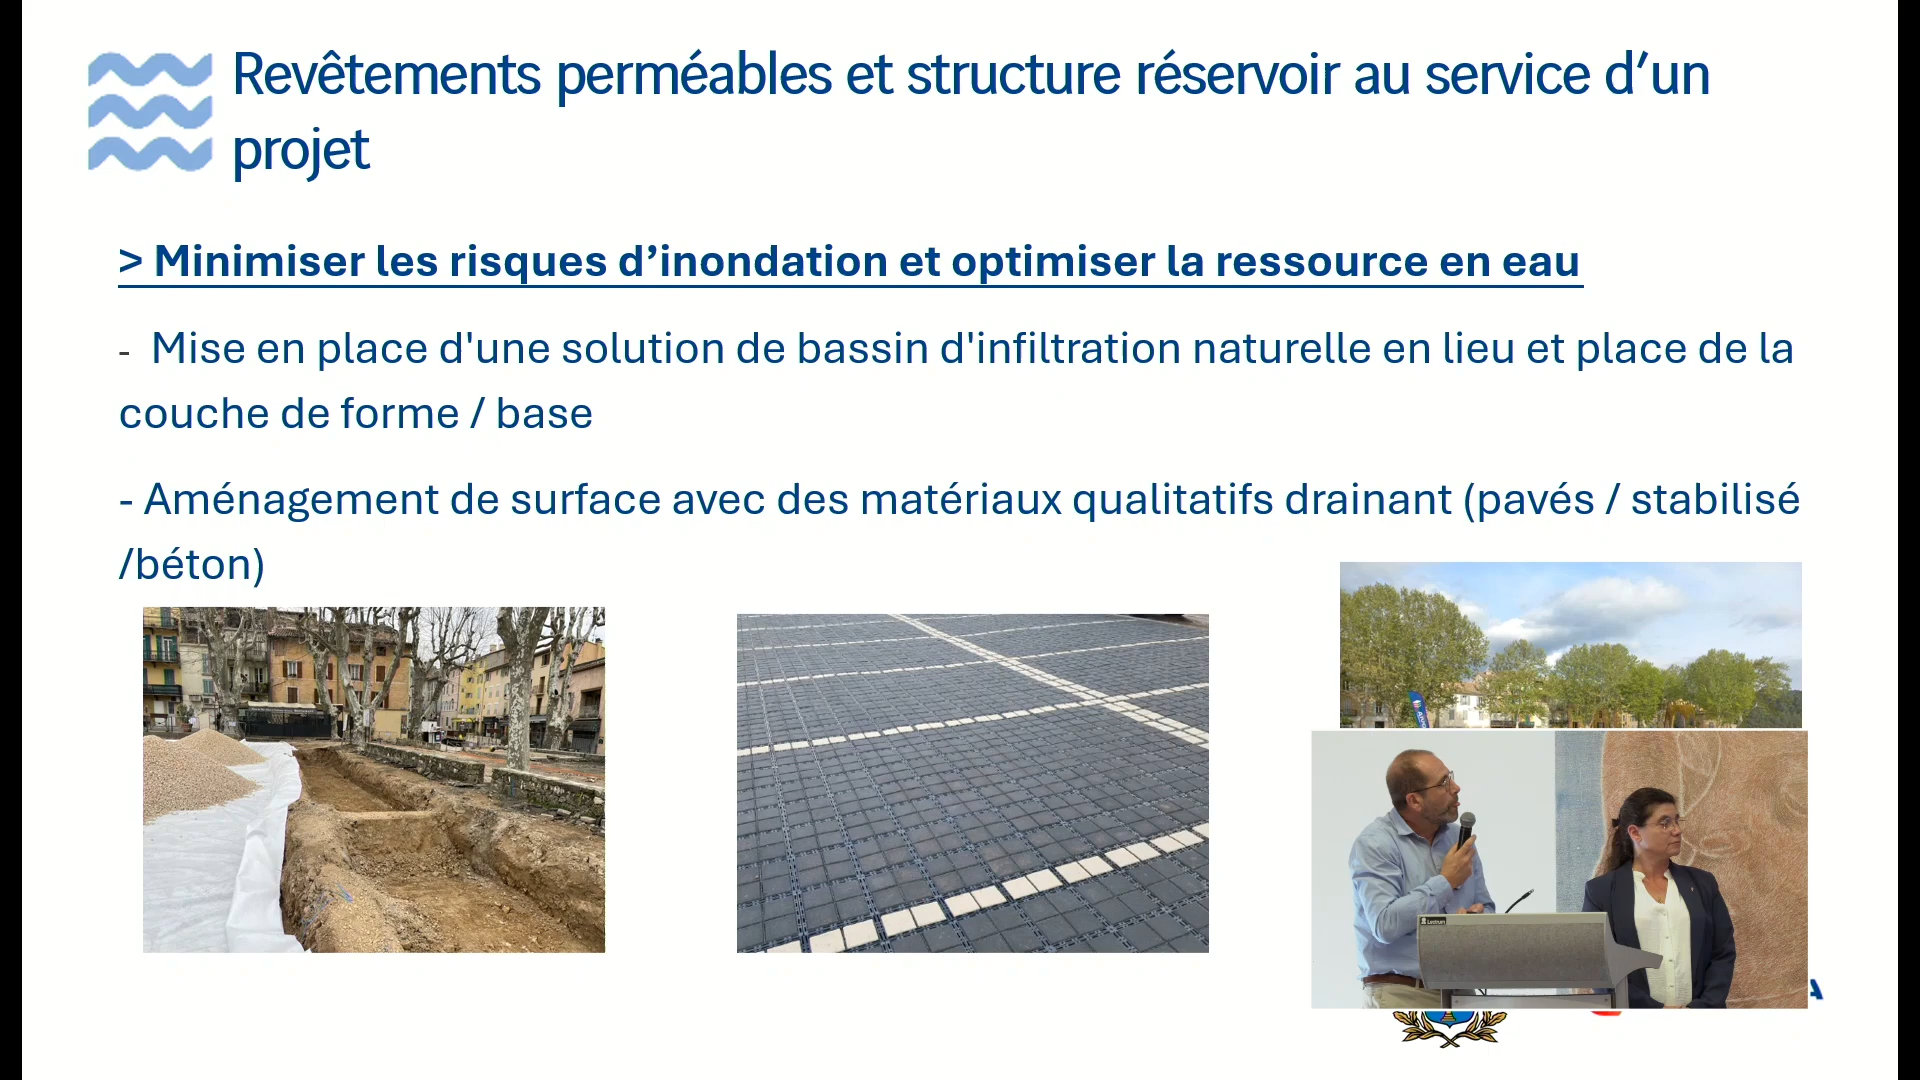 Revêtements perméables et structure réservoir au service d’un
projet
> Minimiser les risques d’inondation et optimiser la ressource en eau
- Mise en place d'une solution de bassin d'infiltration naturelle en lieu et place de la
couche de forme / base
- Aménagement de surface avec des matériaux qualitatifs drainant (pavés / stabilisé
/béton)